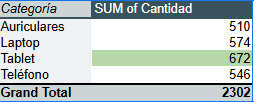 Categoría SUM of Cantidad
Auriculares 510
Laptop 574
Tablet 672
Teléfono 546
Grand Total 2302